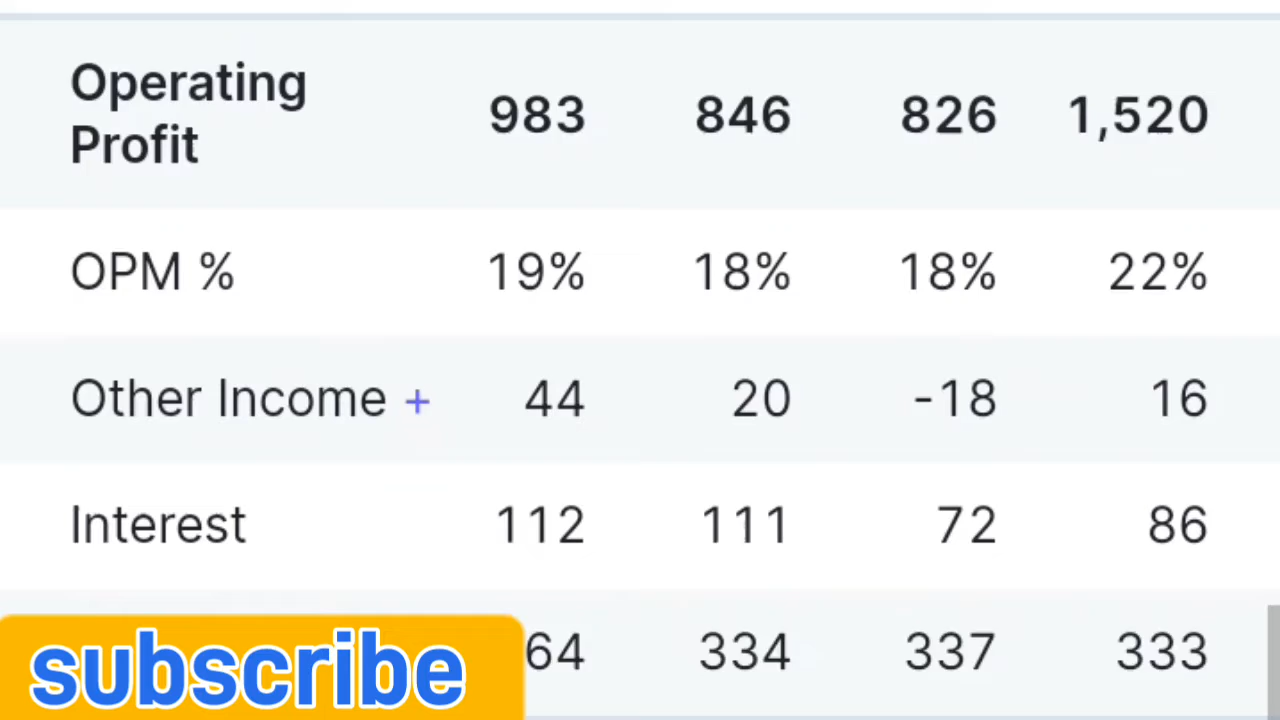 Operating
Profit 983 846 826 1,520
OPM % 19% 18% 18% 22%
Other Income + 44 20 -18 16
Interest 112 111 72 86
64 334 337 333
subscribe